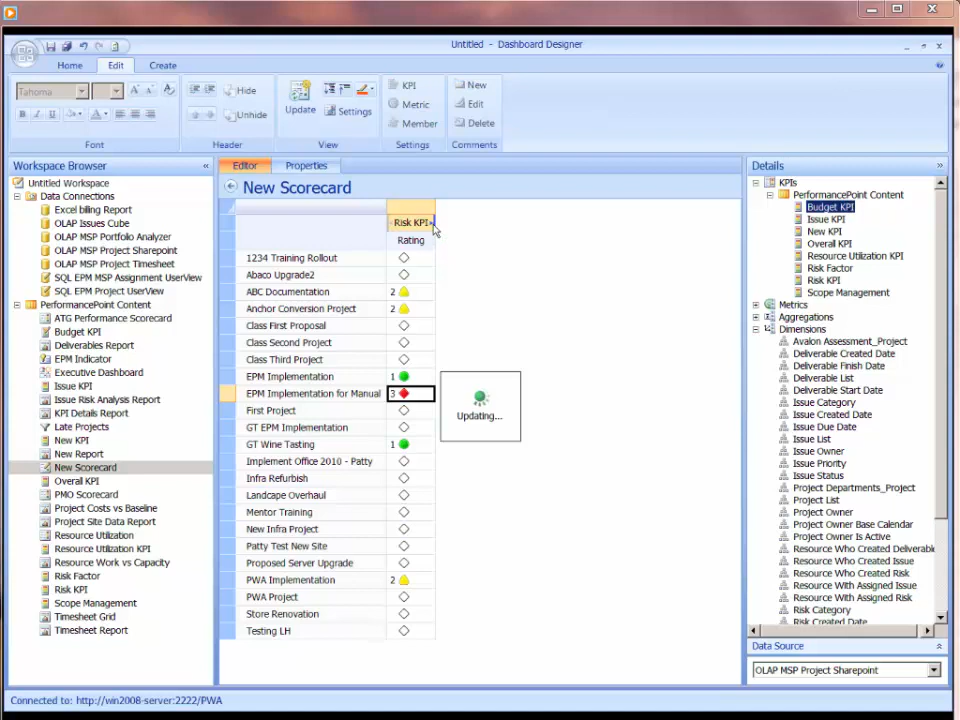 Untitled - Dashboard Designer
Home Edit Create
Tahoma
Hide
Unhide
Update
Settings
KPI
Metric
Member
New
Edit
Delete
Font Header View Settings Comments
Workspace Browser «
Untitled Workspace
Data Connections
Excel billing Report
OLAP Issues Cube
OLAP MSP Portfolio Analyzer
OLAP MSP Project Sharepoint
OLAP MSP Project Timesheet
SQL EPM MSP Assignment UserView
SQL EPM Project UserView
PerformancePoint Content
ATG Performance Scorecard
Budget KPI
Deliverables Report
EPM Indicator
Executive Dashboard
Issue KPI
Issue Risk Analysis Report
KPI Details Report
Late Projects
New KPI
New Report
New Scorecard
Overall KPI
PMO Scorecard
Project Costs vs Baseline
Project Site Data Report
Resource Utilization
Resource Utilization KPI
Resource Work vs Capacity
Risk Factor
Risk KPI
Scope Management
Timesheet Grid
Timesheet Report
Editor Properties
New Scorecard
Risk KPI
Rating
1234 Training Rollout
Abaco Upgrade2
ABC Documentation 2
Anchor Conversion Project 2
Class First Proposal
Class Second Project
Class Third Project
EPM Implementation 1
EPM Implementation for Manual 3
First Project
GT EPM Implementation
GT Wine Tasting 1
Implement Office 2010 - Patty
Infra Refurbish
Landcape Overhaul
Mentor Training
New Infra Project
Patty Test New Site
Proposed Server Upgrade
PWA Implementation 2
PWA Project
Store Renovation
Testing LH
Updating...
Details »
KPIs
PerformancePoint Content
Budget KPI
Issue KPI
New KPI
Overall KPI
Resource Utilization KPI
Risk Factor
Risk KPI
Scope Management
Metrics
Aggregations
Dimensions
Avalon Assessment_Project
Deliverable Created Date
Deliverable Finish Date
Deliverable List
Deliverable Start Date
Issue Category
Issue Created Date
Issue Due Date
Issue List
Issue Owner
Issue Priority
Issue Status
Project Departments_Project
Project List
Project Owner
Project Owner Base Calendar
Project Owner Is Active
Resource Who Created Deliverabl
Resource Who Created Issue
Resource Who Created Risk
Resource With Assigned Issue
Resource With Assigned Risk
Risk Category
Risk Created Date
Data Source
OLAP MSP Project Sharepoint
Connected to: http://win2008-server:2222/PWA